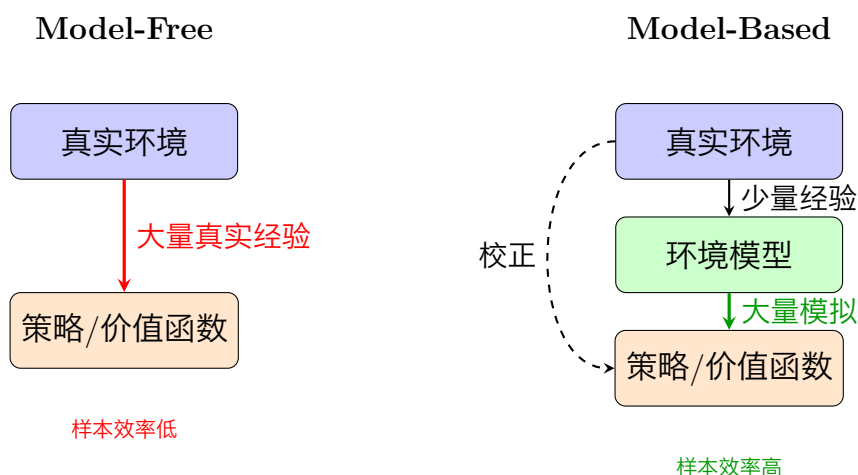 Model-Free
真实环境
大量真实经验
策略/价值函数
样本效率低
Model-Based
真实环境
少量经验
校正
环境模型
大量模拟
策略/价值函数
样本效率高